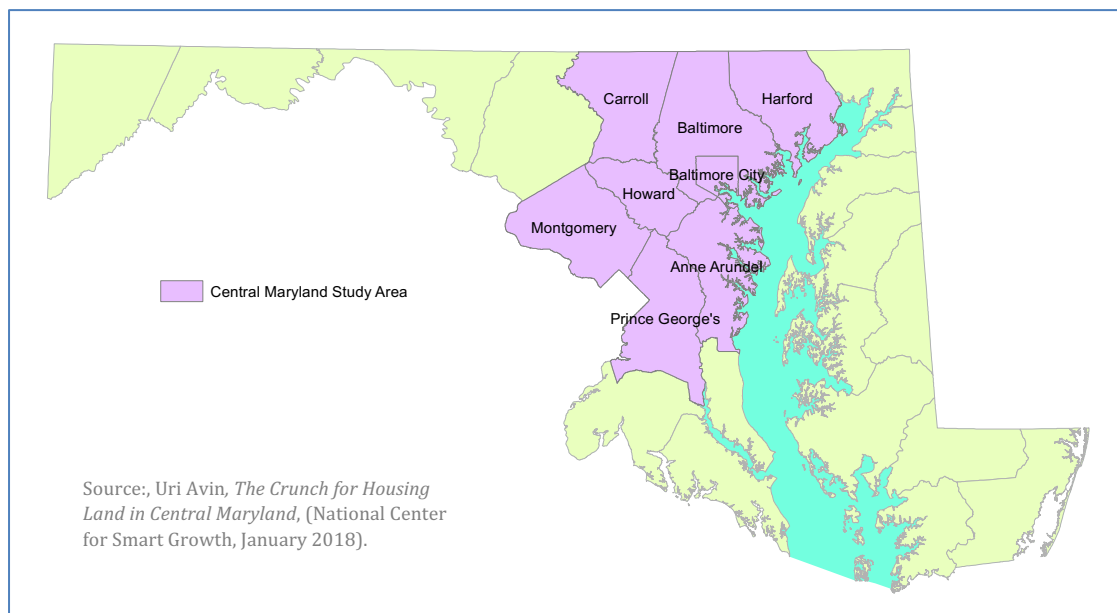 Carroll
Harford
Baltimore
Baltimore City
Howard
Montgomery
Anne Arundel
Central Maryland Study Area
Prince George's
Source:, Uri Avin, The Crunch for Housing
Land in Central Maryland, (National Center
for Smart Growth, January 2018).